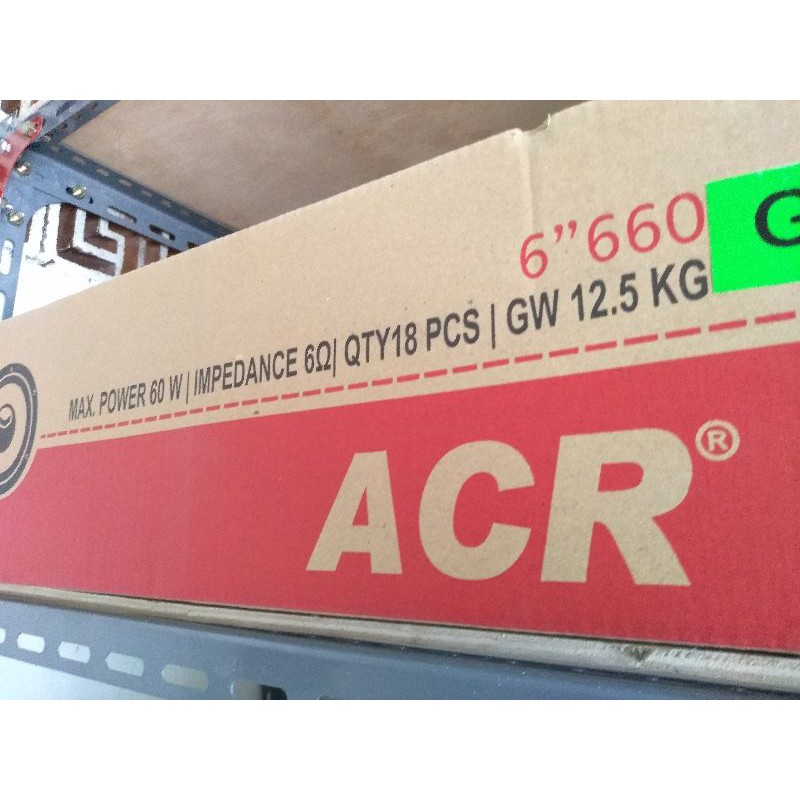 6”660
G
MAX. POWER 60 W | IMPEDANCE 6Ω| QTY18 PCS | GW 12.5 KG
ACR®